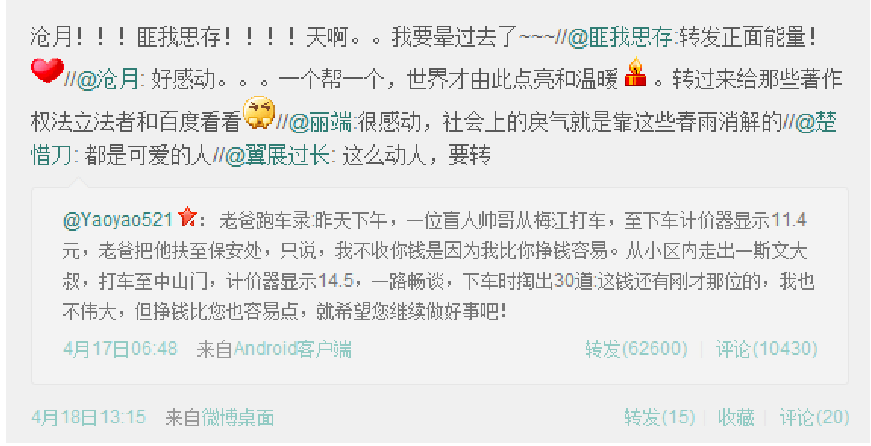 沧月！！！匪我思存！！！！天啊。。我要晕过去了~~~//@匪我思存:转发正面能量！
//@沧月: 好感动。。。一个帮一个，世界才由此点亮和温暖。转过来给那些著作
权法立法者和百度看看//@丽端:很感动，社会上的戾气就是靠这些春雨消解的//@楚
惜刀: 都是可爱的人//@翼展过长: 这么动人，要转
@Yaoyao521：老爸跑车录:昨天下午，一位盲人帅哥从梅江打车，至下车计价器显示11.4
元，老爸把他扶至保安处，只说，我不收你钱是因为我比你挣钱容易。从小区内走出一斯文大
叔，打车至中山门，计价器显示14.5，一路畅谈，下车时掏出30道:这钱还有刚才那位的，我也
不伟大，但挣钱比您也容易点，就希望您继续做好事吧！
4月17日06:48 来自Android客户端 转发(62600) | 评论(10430)
4月18日13:15 来自微博桌面 转发(15) | 收藏 | 评论(20)